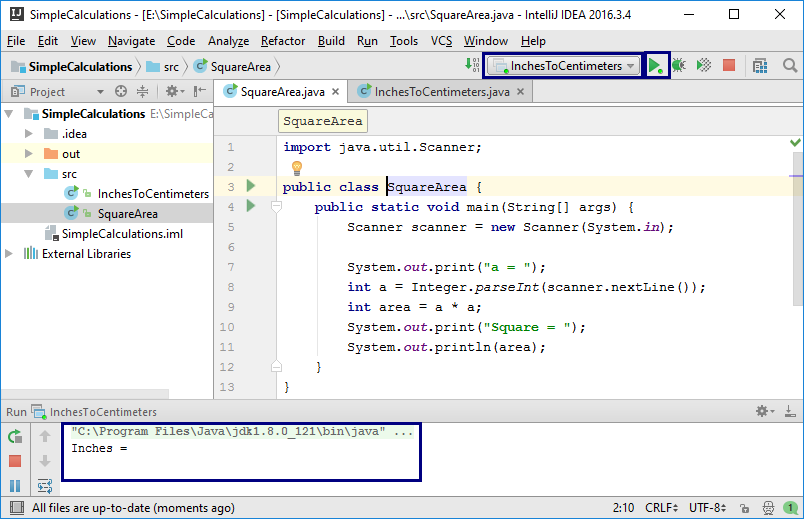 SimpleCalculations - [E:\SimpleCalculations] - [SimpleCalculations] - ...\src\SquareArea.java - IntelliJ IDEA 2016.3.4
File Edit View Navigate Code Analyze Refactor Build Run Tools VCS Window Help
SimpleCalculations src SquareArea InchesToCentimeters
Project SquareArea.java InchesToCentimeters.java
SimpleCalculations E:\SimpleCal
.idea
out
src
InchesToCentimeters
SquareArea
SimpleCalculations.iml
External Libraries
SquareArea
1 import java.util.Scanner;
2
3 public class SquareArea {
4 public static void main(String[] args) {
5 Scanner scanner = new Scanner(System.in);
6
7 System.out.print("a = ");
8 int a = Integer.parseInt(scanner.nextLine());
9 int area = a * a;
10 System.out.print("Square = ");
11 System.out.println(area);
12 }
13 }
Run InchesToCentimeters
"C:\Program Files\Java\jdk1.8.0_121\bin\java" ...
Inches =
All files are up-to-date (moments ago) 2:10 CRLF UTF-8 1